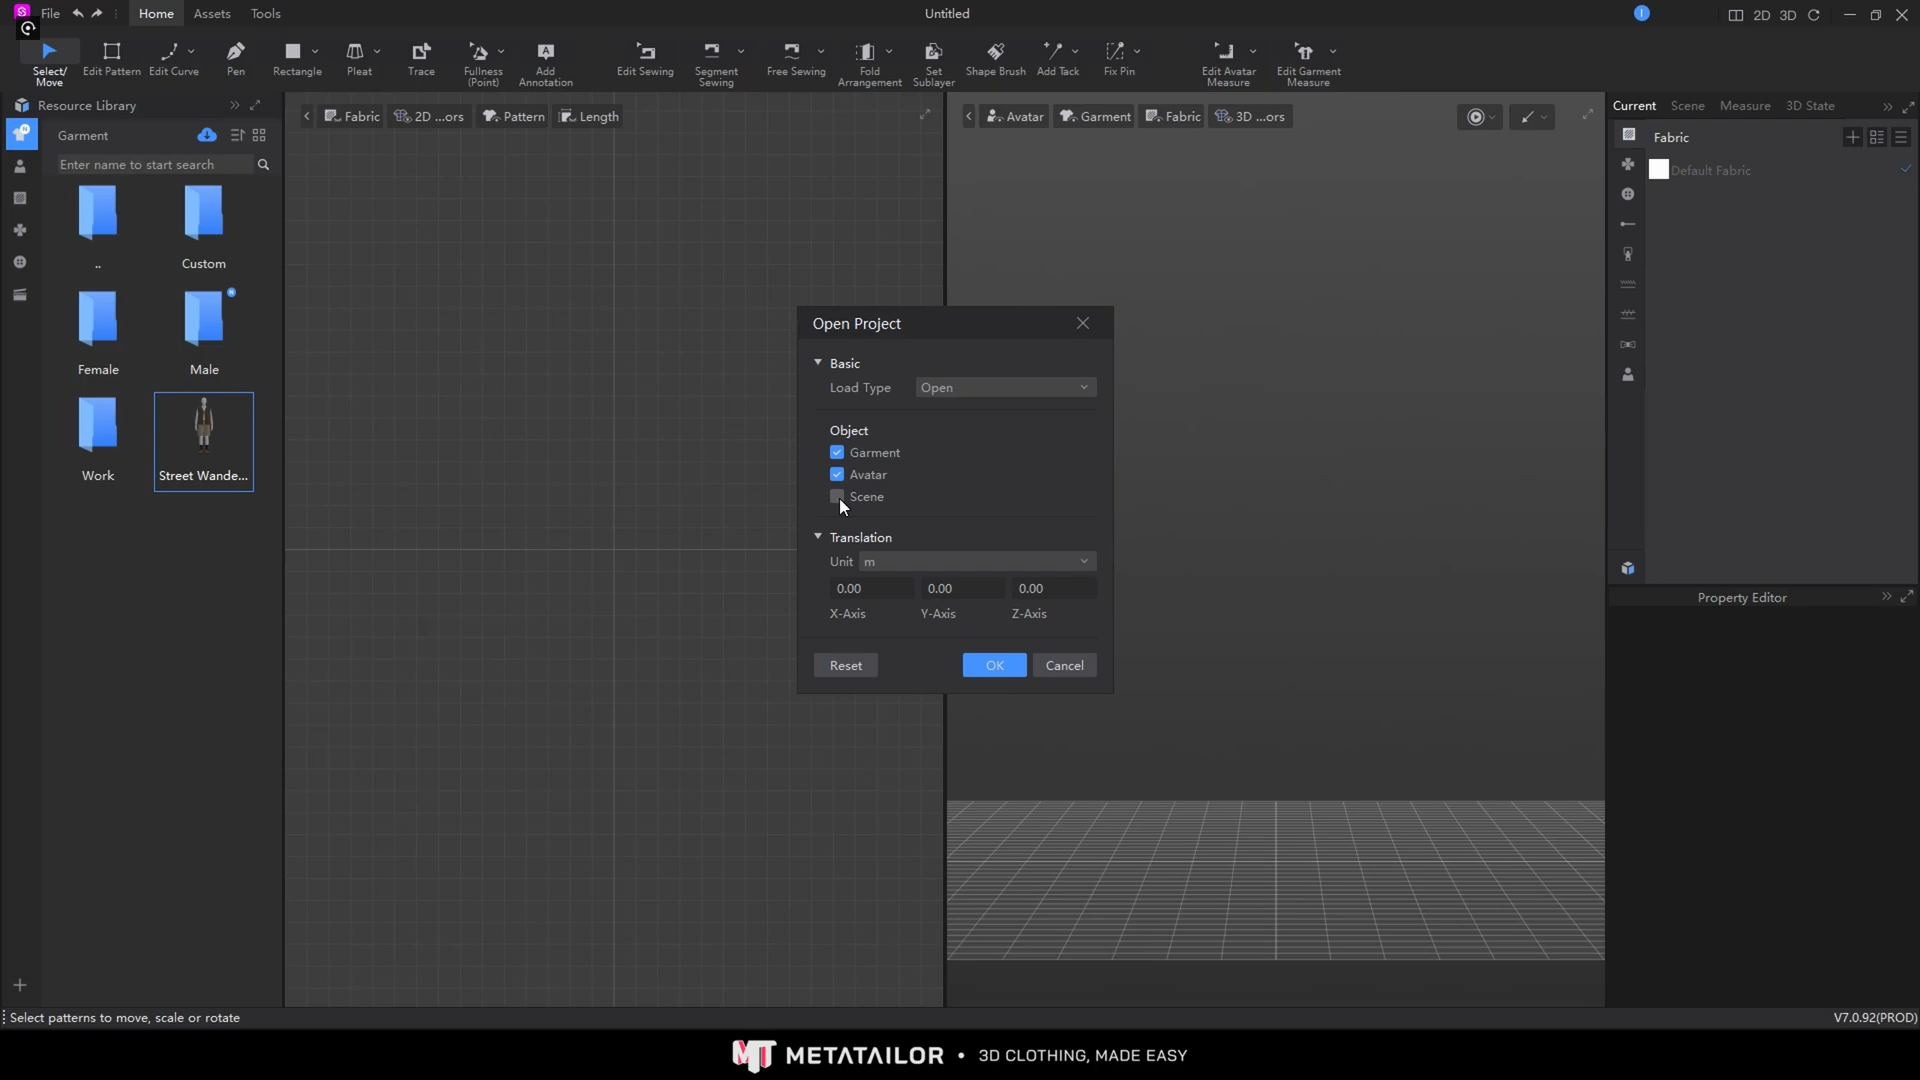 File
Home
Assets
Tools
Untitled
2D
3D
Select/
Move
Edit Pattern
Edit Curve
Pen
Rectangle
Pleat
Trace
Fullness
(Point)
Add
Annotation
Edit Sewing
Segment
Sewing
Free Sewing
Fold
Arrangement
Set
Sublayer
Shape Brush
Add Tack
Fix Pin
Edit Avatar
Measure
Edit Garment
Measure
Resource Library
Garment
Enter name to start search
..
Custom
Female
Male
Work
Street Wande...
Fabric
2D ...ors
Pattern
Length
Avatar
Garment
Fabric
3D ...ors
Open Project
Basic
Load Type
Open
Object
Garment
Avatar
Scene
Translation
Unit
m
0.00
0.00
0.00
X-Axis
Y-Axis
Z-Axis
Reset
OK
Cancel
Current
Scene
Measure
3D State
Fabric
Default Fabric
Property Editor
Select patterns to move, scale or rotate
V7.0.92(PROD)
METATAILOR • 3D CLOTHING, MADE EASY